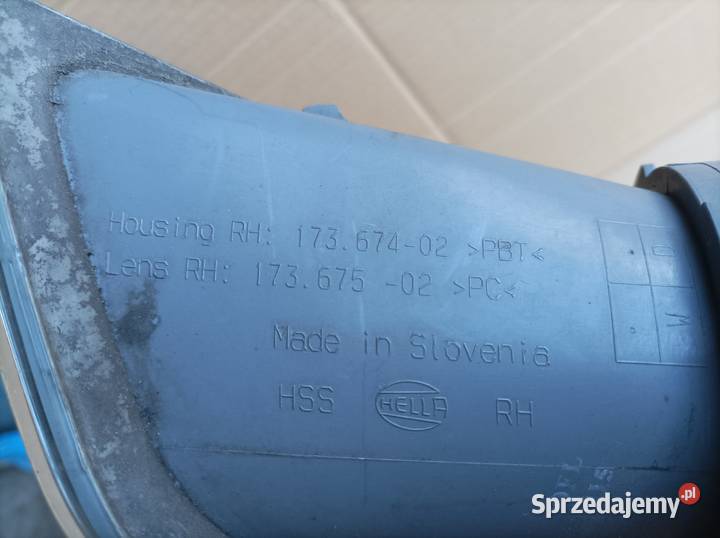 Housing RH: 173.674-02 >PBT<
Lens RH: 173.675 -02 >PC<
Made in Slovenia
HSS HELLA RH
W
Sprzedajemy.pl